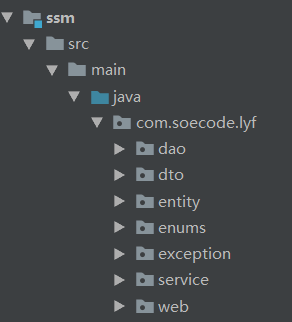 ssm
src
main
java
com.soecode.lyf
dao
dto
entity
enums
exception
service
web